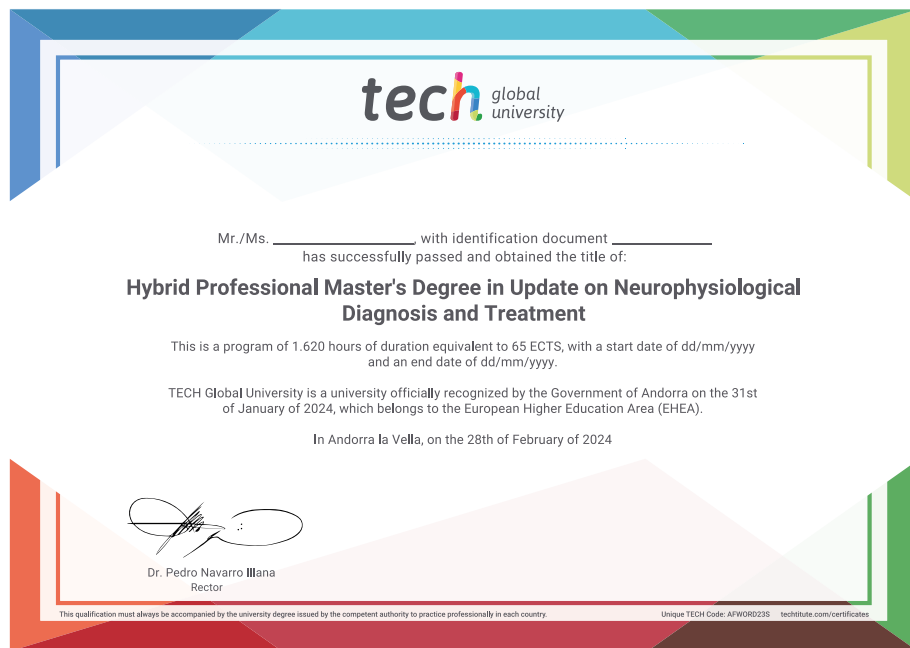 tech global
university
Mr./Ms. ____________, with identification document ____________
has successfully passed and obtained the title of:
Hybrid Professional Master's Degree in Update on Neurophysiological
Diagnosis and Treatment
This is a program of 1.620 hours of duration equivalent to 65 ECTS, with a start date of dd/mm/yyyy
and an end date of dd/mm/yyyy.
TECH Global University is a university officially recognized by the Government of Andorra on the 31st
of January of 2024, which belongs to the European Higher Education Area (EHEA).
In Andorra la Vella, on the 28th of February of 2024
Dr. Pedro Navarro Illana
Rector
This qualification must always be accompanied by the university degree issued by the competent authority to practice professionally in each country.
Unique TECH Code: AFWORD23S techtitute.com/certificates